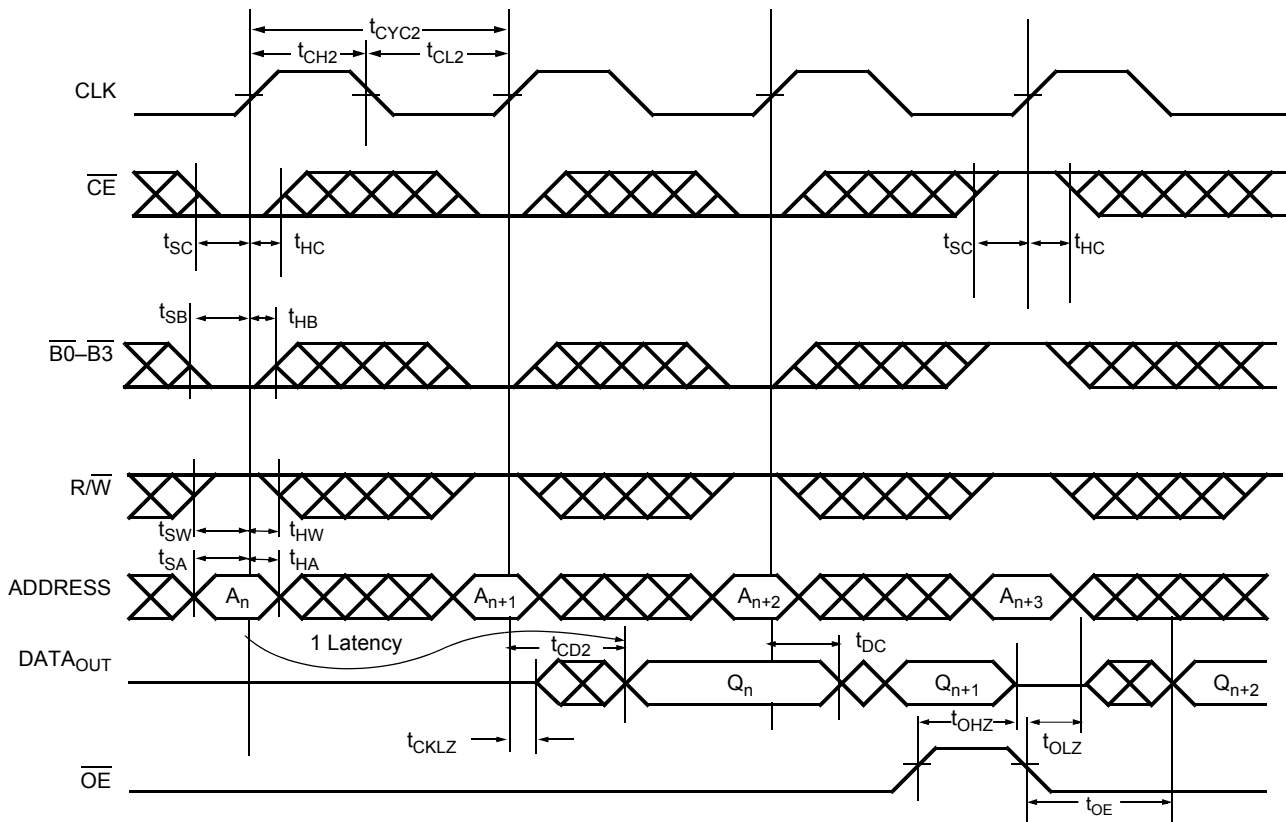 tCYC2
tCH2
tCL2
CLK
CE
tSC
tHC
tSC
tHC
tSB
tHB
B0–B3
R/W
tSW
tHW
tSA
tHA
ADDRESS
An
An+1
An+2
An+3
1 Latency
tCD2
tDC
DATAOUT
Qn
Qn+1
Qn+2
tOHZ
tCKLZ
tOLZ
OE
tOE